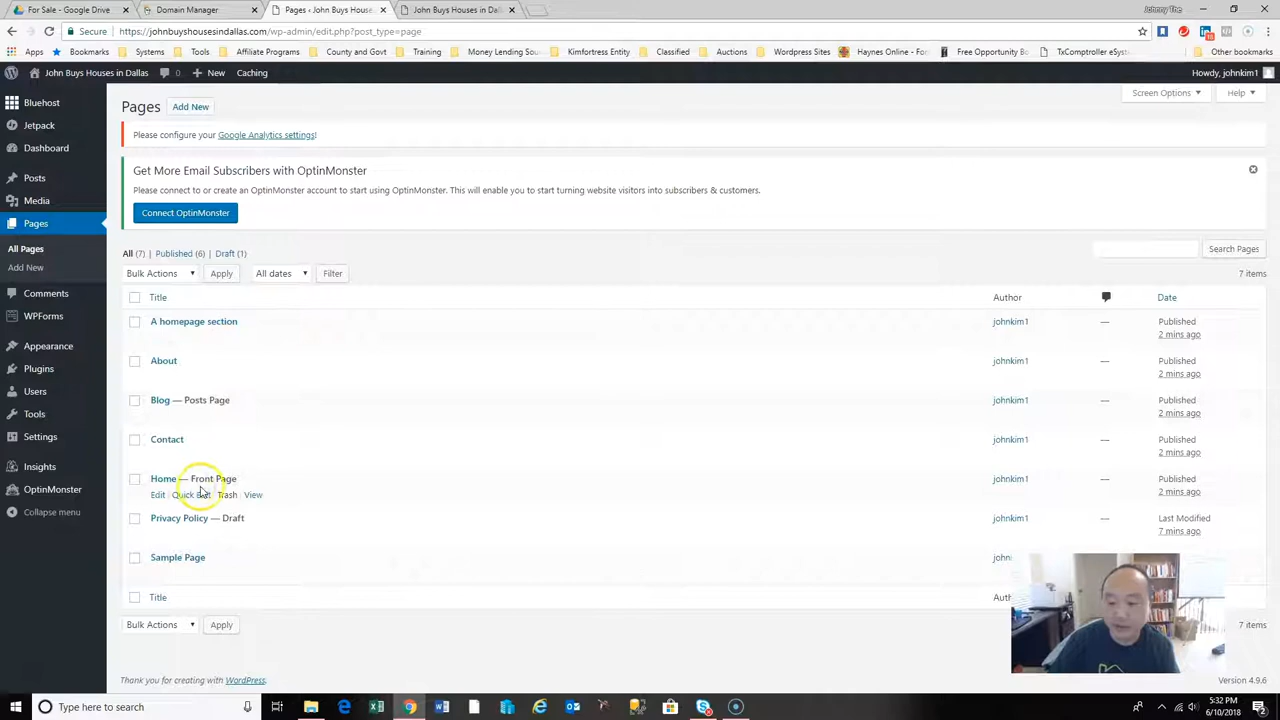 For Sale - Google Drive
Domain Manager
Pages ‹ John Buys House
John Buys Houses in Dall
Johnny The
Secure https://johnbuyshousesindallas.com/wp-admin/edit.php?post_type=page
Apps Bookmarks Systems Tools Affiliate Programs County and Govt Training Money Lending Sou Kimfortress Entity Classified Auctions Wordpress Sites Haynes Online - For Free Opportunity Bo TxComptroller eSyst Other bookmarks
John Buys Houses in Dallas 0 New Caching Howdy, johnkim1
Bluehost
Jetpack
Dashboard
Posts
Media
Pages
All Pages
Add New
Comments
WPForms
Appearance
Plugins
Users
Tools
Settings
Insights
OptinMonster
Collapse menu
Pages Add New
Screen Options Help
Please configure your Google Analytics settings!
Get More Email Subscribers with OptinMonster
Please connect to or create an OptinMonster account to start using OptinMonster. This will enable you to start turning website visitors into subscribers & customers.
Connect OptinMonster
All (7) | Published (6) | Draft (1)
Search Pages
Bulk Actions Apply All dates Filter 7 items
Title Author Date
A homepage section johnkim1 — Published
2 mins ago
About johnkim1 — Published
2 mins ago
Blog — Posts Page johnkim1 — Published
2 mins ago
Contact johnkim1 — Published
2 mins ago
Home — Front Page johnkim1 — Published
2 mins ago
Edit | Quick Edit | Trash | View
Privacy Policy — Draft johnkim1 — Last Modified
7 mins ago
Sample Page
Title
Bulk Actions Apply 7 items
Thank you for creating with WordPress.
Version 4.9.6
Type here to search
5:32 PM
6/10/2018